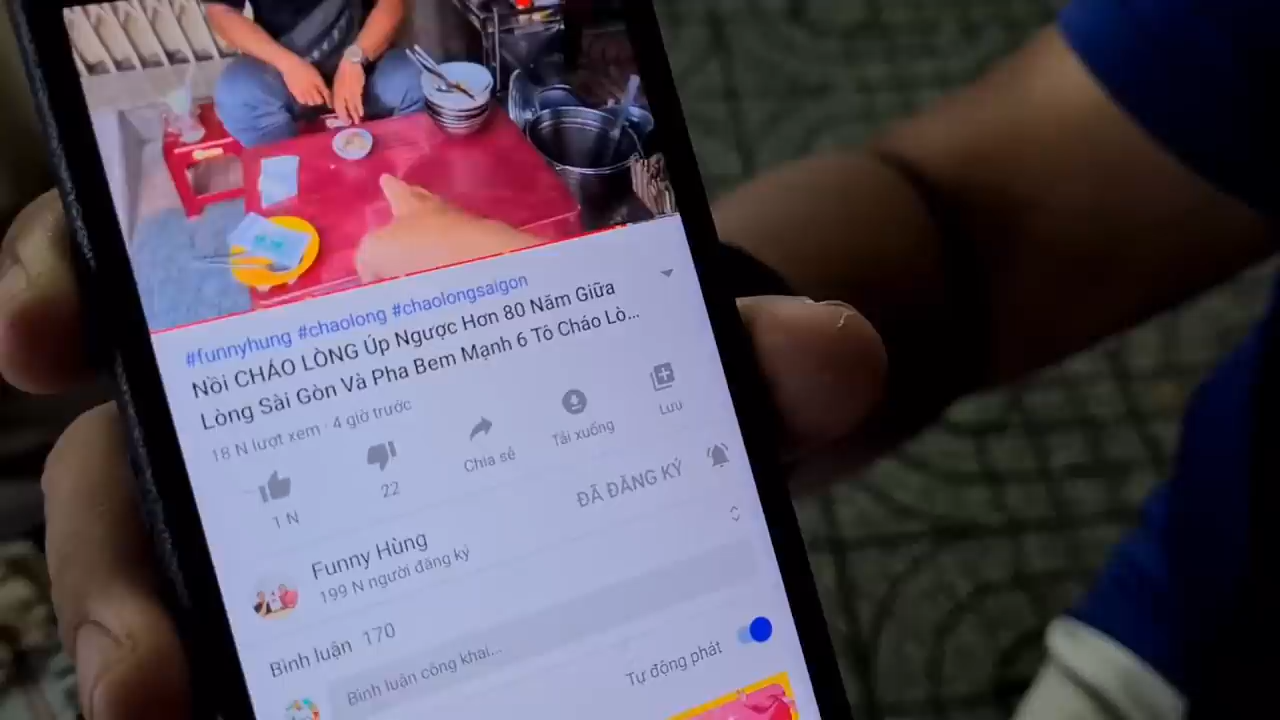 #funnyhung #chaolong #chaolongsaigon
Nồi CHÁO LÒNG Úp Ngược Hơn 80 Năm Giữa
Lòng Sài Gòn Và Pha Bem Mạnh 6 Tô Cháo Lò...
18 N lượt xem · 4 giờ trước
1 N
22
Chia sẻ
Tải xuống
Lưu
Funny Hùng
199 N người đăng ký
ĐÃ ĐĂNG KÝ
Bình luận 170
Bình luận công khai...
Tự động phát